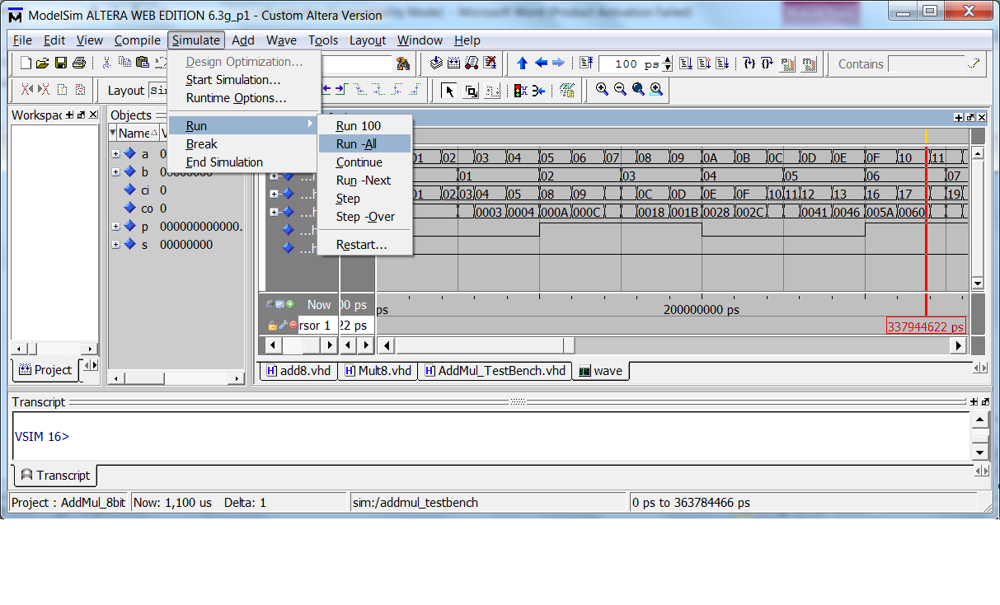 ModelSim ALTERA WEB EDITION 6.3g_p1 - Custom Altera Version
File Edit View Compile Simulate Add Wave Tools Layout Window Help
Design Optimization...
Start Simulation...
Runtime Options...
Run
Break
End Simulation
Run 100
Run -All
Continue
Run -Next
Step
Step -Over
Restart...
100 ps
Contains
Layout
Workspac
Objects
Name
a 0
b 00000000
ci 0
co 0
p 000000000000.
s 00000000
01 02 03 04 05 06 07 08 09 0A 0B 0C 0D 0E 0F 10 11
01 02 03 04 05 06 07
01 02 03 04 05 08 09 0C 0D 0E 0F 10 11 12 13 16 17 19
0003 0004 000A 000C 0018 001B 0028 002C 0041 0046 005A 0060
Now 00 ps
ps 200000000 ps
rsor 1 22 ps
337944622 ps
Project
add8.vhd Mult8.vhd AddMul_TestBench.vhd wave
Transcript
VSIM 16>
Transcript
Project : AddMul_8bit Now: 1,100 us Delta: 1 sim:/addmul_testbench 0 ps to 363784466 ps